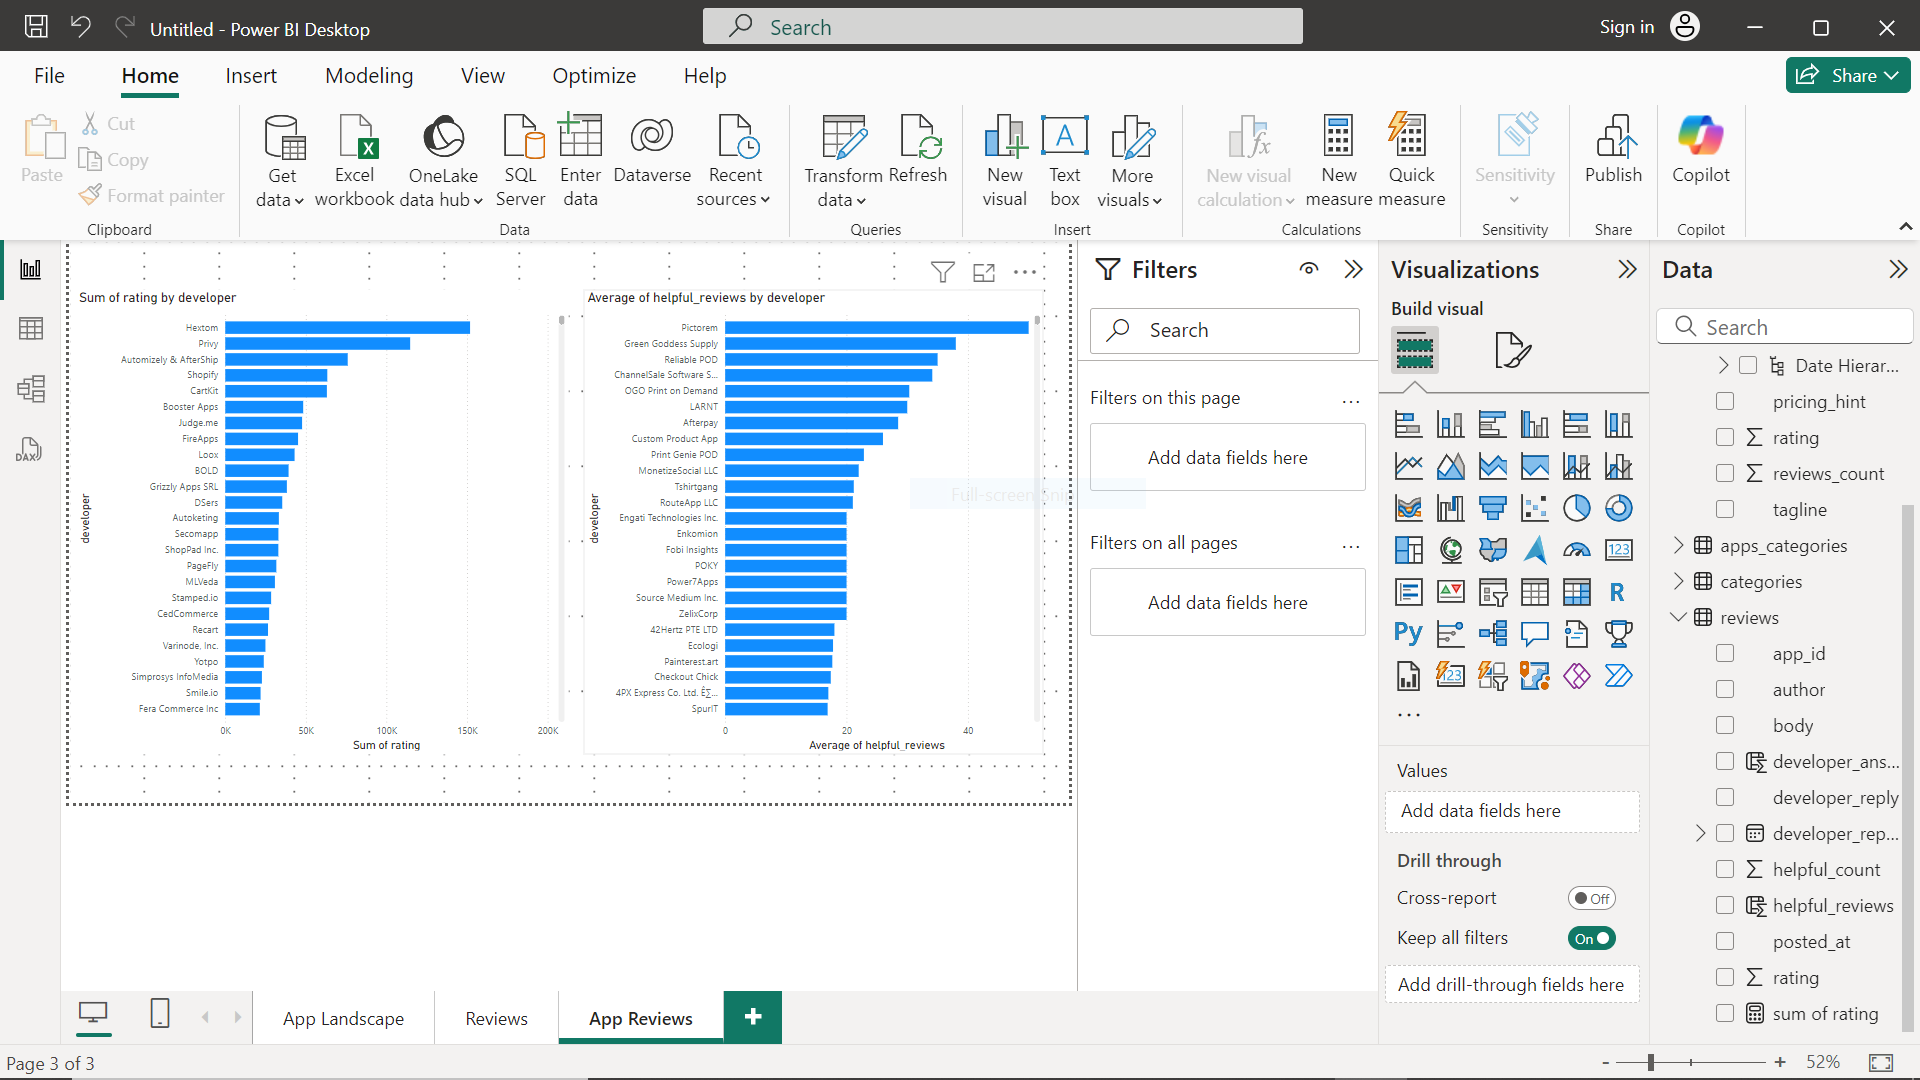 Untitled - Power BI Desktop
Search
Sign in
File
Home
Insert
Modeling
View
Optimize
Help
Share
Paste
Cut
Copy
Format painter
Clipboard
Get data
Excel workbook
OneLake data hub
SQL Server
Enter data
Dataverse
Recent sources
Data
Transform data
Refresh
Queries
New visual
Text box
More visuals
Insert
New visual calculation
New measure
Quick measure
Calculations
Sensitivity
Sensitivity
Publish
Share
Copilot
Copilot
DAX
Sum of rating by developer
developer
Hextom
Privy
Automizely & AfterShip
Shopify
CartKit
Booster Apps
Judge.me
FireApps
Loox
BOLD
Grizzly Apps SRL
DSers
Autoketing
Secomapp
ShopPad Inc.
PageFly
MLVeda
Stamped.io
CedCommerce
Recart
Varinode, Inc.
Yotpo
Simprosys InfoMedia
Smile.io
Fera Commerce Inc
0K 50K 100K 150K 200K
Sum of rating
Average of helpful_reviews by developer
developer
Pictorem
Green Goddess Supply
Reliable POD
ChannelSale Software S...
OGO Print on Demand
LARNT
Afterpay
Custom Product App
Print Genie POD
MonetizeSocial LLC
Tshirtgang
RouteApp LLC
Engati Technologies Inc.
Enkomion
Fobi Insights
POKY
Power7Apps
Source Medium Inc.
ZelixCorp
42Hertz PTE LTD
Ecologi
Painterest.art
Checkout Chick
4PX Express Co. Ltd. Ê∑...
SpurIT
0 20 40
Average of helpful_reviews
Full-screen Snip
Filters
Search
Filters on this page
...
Add data fields here
Filters on all pages
...
Add data fields here
Visualizations
Build visual
123
R
Py
123
...
Values
Add data fields here
Drill through
Cross-report
Off
Keep all filters
On
Add drill-through fields here
Data
Search
Date Hierar...
pricing_hint
rating
reviews_count
tagline
apps_categories
categories
reviews
app_id
author
body
developer_ans...
developer_reply
developer_rep...
helpful_count
helpful_reviews
posted_at
rating
sum of rating
App Landscape
Reviews
App Reviews
+
Page 3 of 3
- + 52%